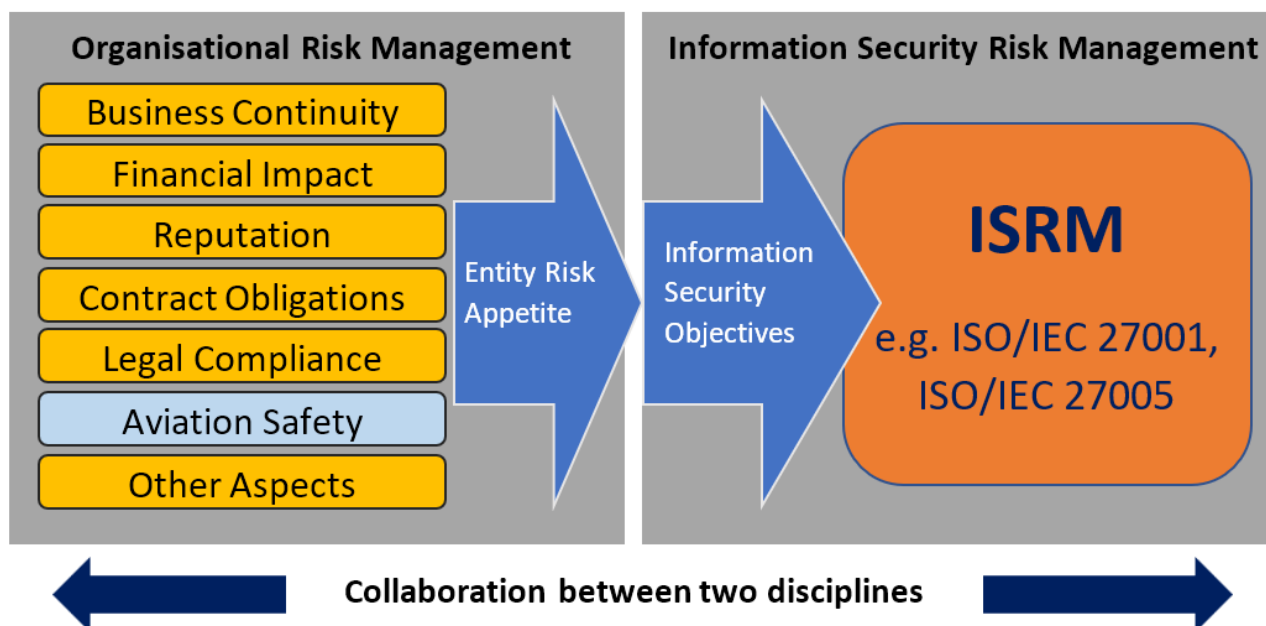 Organisational Risk Management
Business Continuity
Financial Impact
Reputation
Contract Obligations
Legal Compliance
Aviation Safety
Other Aspects
Entity Risk
Appetite
Information Security Risk Management
Information
Security
Objectives
ISRM
e.g. ISO/IEC 27001,
ISO/IEC 27005
Collaboration between two disciplines